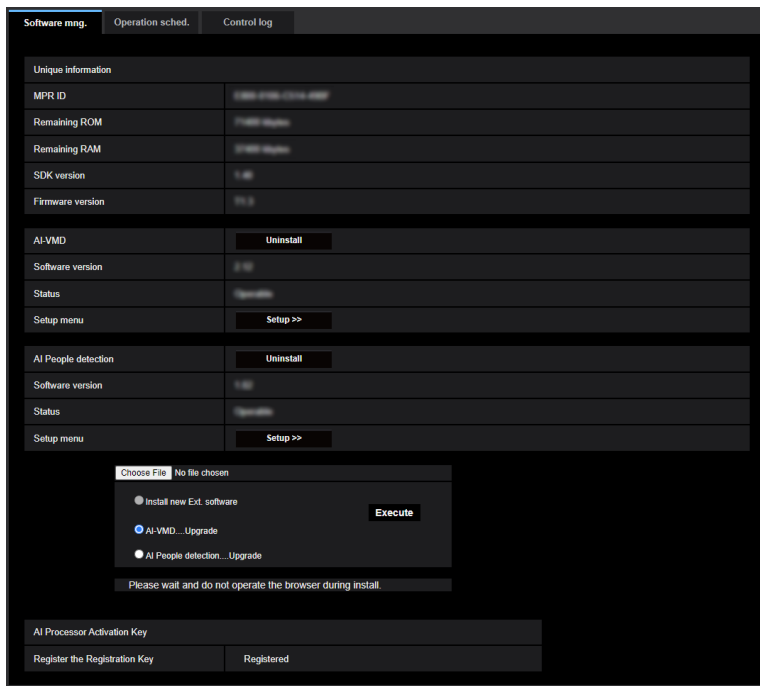 Software mng. Operation sched. Control log
Unique information
MPR ID
Remaining ROM
Remaining RAM
SDK version
Firmware version
AI-VMD Uninstall
Software version
Status
Setup menu Setup >>
AI People detection Uninstall
Software version
Status
Setup menu Setup >>
Choose File No file chosen
Install new Ext. software
Execute
AI-VMD....Upgrade
AI People detection....Upgrade
Please wait and do not operate the browser during install.
AI Processor Activation Key
Register the Registration Key Registered